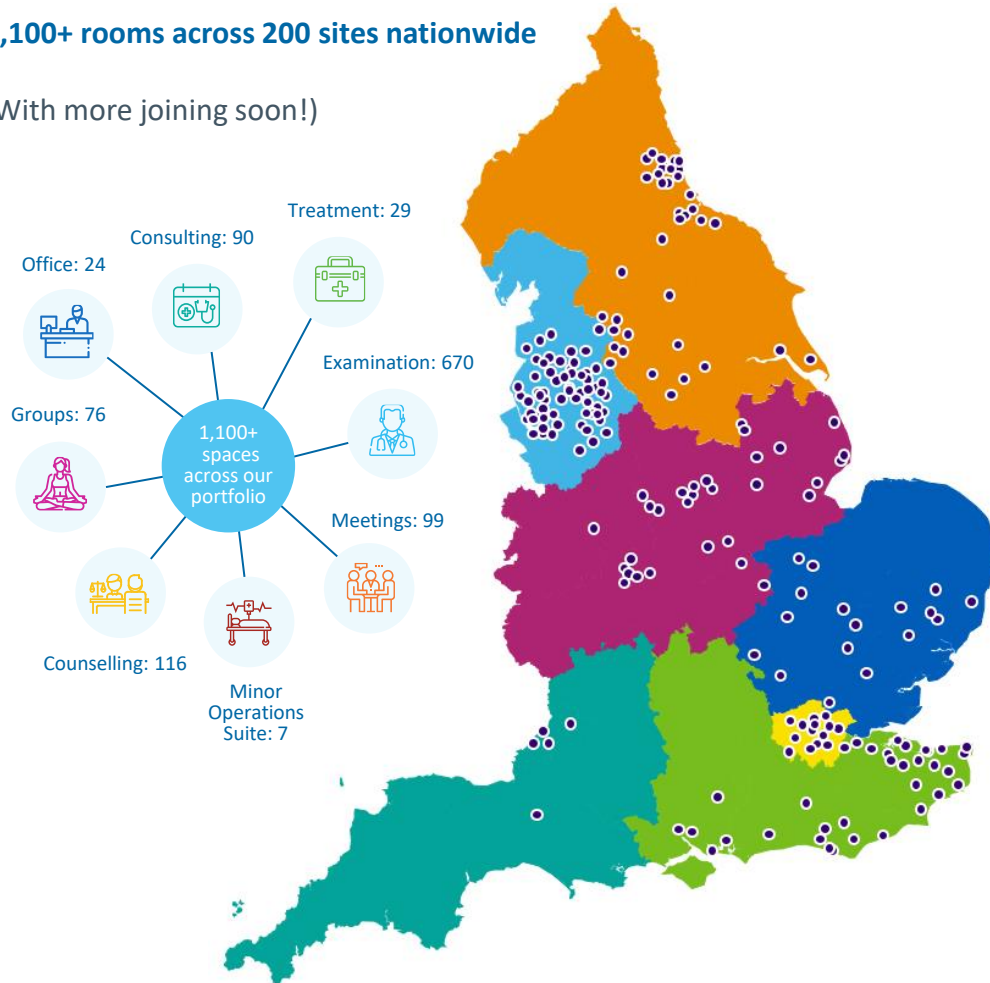 ,100+ rooms across 200 sites nationwide
With more joining soon!)
Treatment: 29
Consulting: 90
Office: 24
Examination: 670
Groups: 76
1,100+
spaces
across our
portfolio
Meetings: 99
Counselling: 116
Minor
Operations
Suite: 7